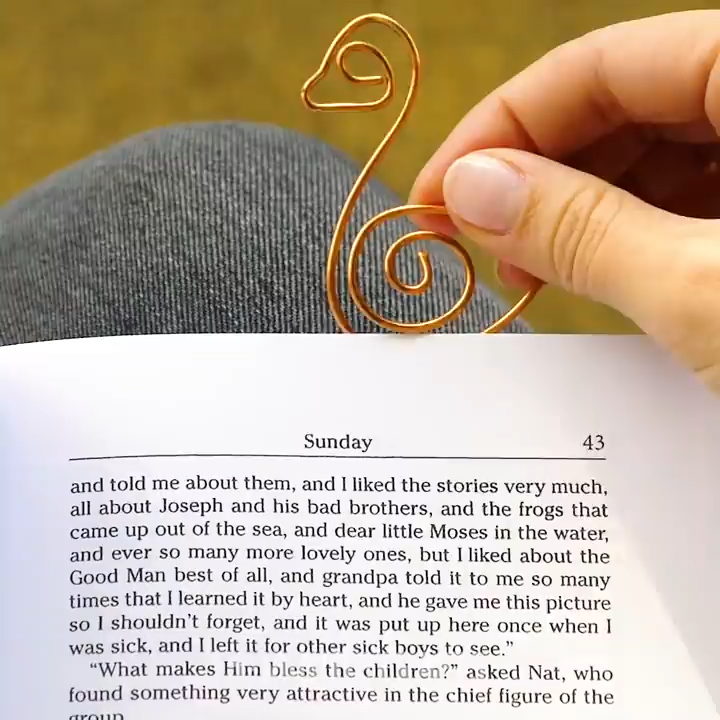 Sunday 43
and told me about them, and I liked the stories very much,
all about Joseph and his bad brothers, and the frogs that
came up out of the sea, and dear little Moses in the water,
and ever so many more lovely ones, but I liked about the
Good Man best of all, and grandpa told it to me so many
times that I learned it by heart, and he gave me this picture
so I shouldn't forget, and it was put up here once when I
was sick, and I left it for other sick boys to see."
"What makes Him bless the children?" asked Nat, who
found something very attractive in the chief figure of the
group.